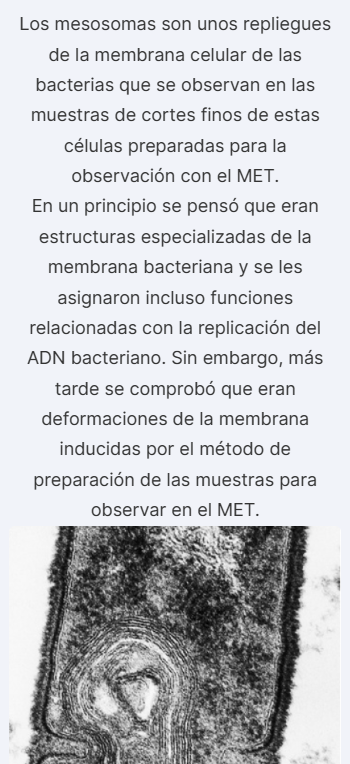 Los mesosomas son unos repliegues
de la membrana celular de las
bacterias que se observan en las
muestras de cortes finos de estas
células preparadas para la
observación con el MET.
En un principio se pensó que eran
estructuras especializadas de la
membrana bacteriana y se les
asignaron incluso funciones
relacionadas con la replicación del
ADN bacteriano. Sin embargo, más
tarde se comprobó que eran
deformaciones de la membrana
inducidas por el método de
preparación de las muestras para
observar en el MET.